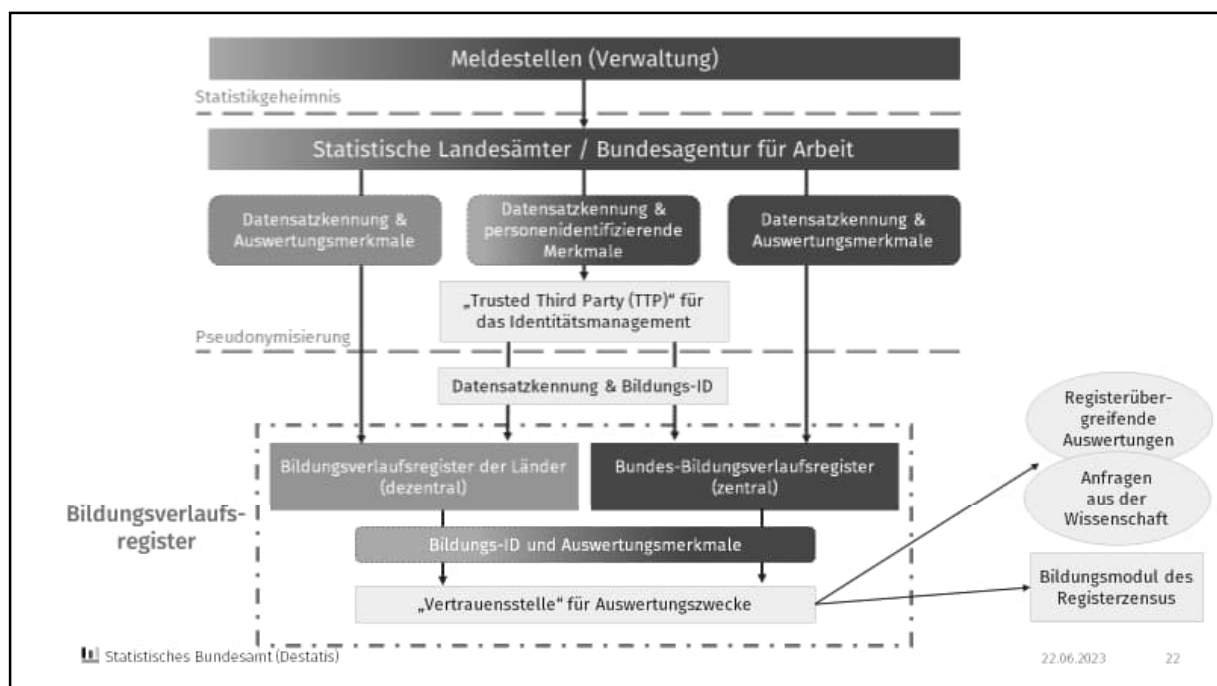 Meldestellen (Verwaltung)
Statistikgeheimnis
Statistische Landesämter / Bundesagentur für Arbeit
Datensatzkennung &
Auswertungsmerkmale
Datensatzkennung &
personenidentifizierende
Merkmale
Datensatzkennung &
Auswertungsmerkmale
„Trusted Third Party (TTP)“ für
das Identitätsmanagement
Pseudonymisierung
Datensatzkennung & Bildungs-ID
Bildungsverlaufsregister der Länder
(dezentral)
Bundes-Bildungsverlaufsregister
(zentral)
Bildungsverlaufs-
register
Bildungs-ID und Auswertungsmerkmale
„Vertrauensstelle“ für Auswertungszwecke
Registerüber-
greifende
Auswertungen
Anfragen
aus der
Wissenschaft
Bildungsmodul des
Registerzensus
Statistisches Bundesamt (Destatis)
22.06.2023
22